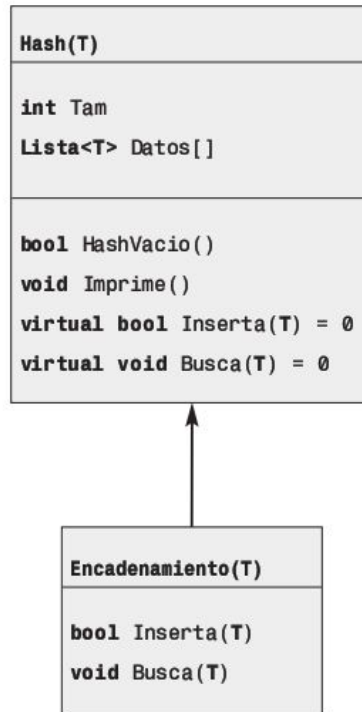 Hash(T)
int Tam
Lista<T> Datos[]
bool HashVacio()
void Imprime()
virtual bool Inserta(T) = 0
virtual void Busca(T) = 0
Encadenamiento(T)
bool Inserta(T)
void Busca(T)